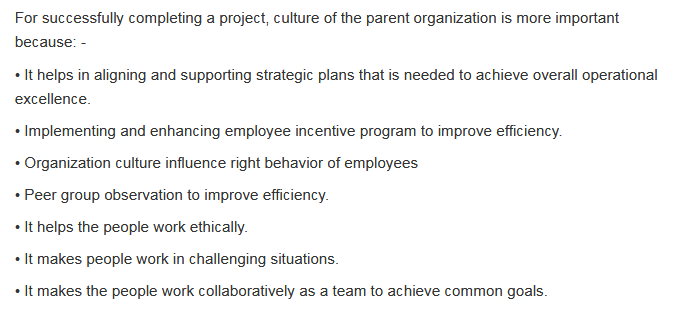 For successfully completing a project, culture of the parent organization is more important
because: -
• It helps in aligning and supporting strategic plans that is needed to achieve overall operational
excellence.
• Implementing and enhancing employee incentive program to improve efficiency.
• Organization culture influence right behavior of employees
• Peer group observation to improve efficiency.
• It helps the people work ethically.
• It makes people work in challenging situations.
• It makes the people work collaboratively as a team to achieve common goals.